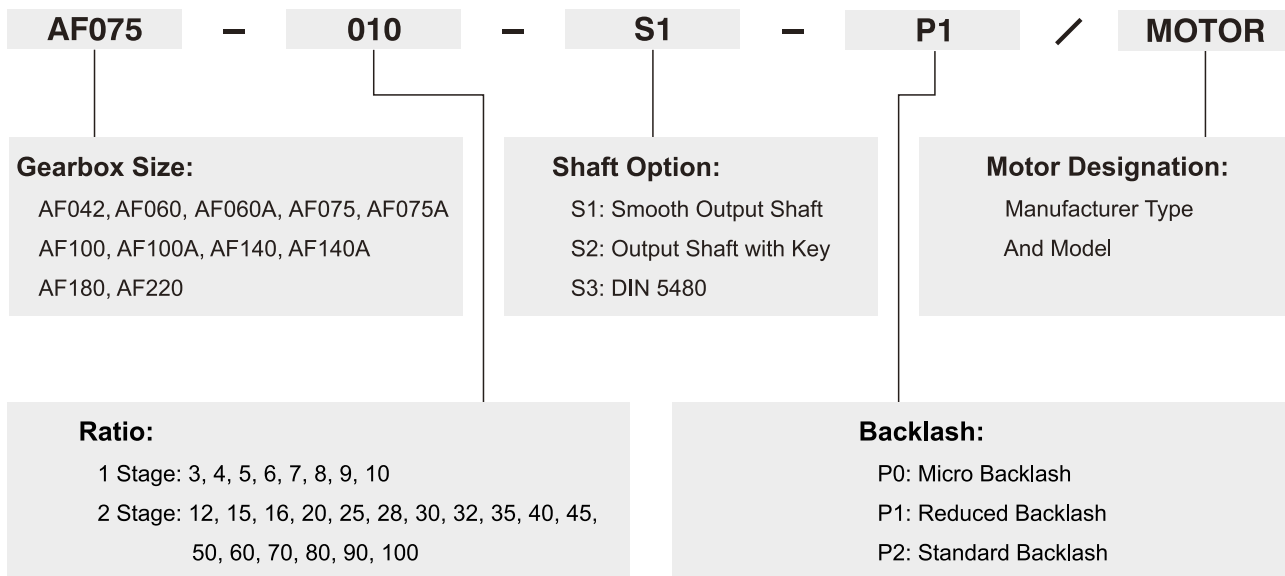 AF075 – 010 – S1 – P1 / MOTOR
Gearbox Size:
AF042, AF060, AF060A, AF075, AF075A
AF100, AF100A, AF140, AF140A
AF180, AF220
Shaft Option:
S1: Smooth Output Shaft
S2: Output Shaft with Key
S3: DIN 5480
Motor Designation:
Manufacturer Type
And Model
Ratio:
1 Stage: 3, 4, 5, 6, 7, 8, 9, 10
2 Stage: 12, 15, 16, 20, 25, 28, 30, 32, 35, 40, 45,
50, 60, 70, 80, 90, 100
Backlash:
P0: Micro Backlash
P1: Reduced Backlash
P2: Standard Backlash